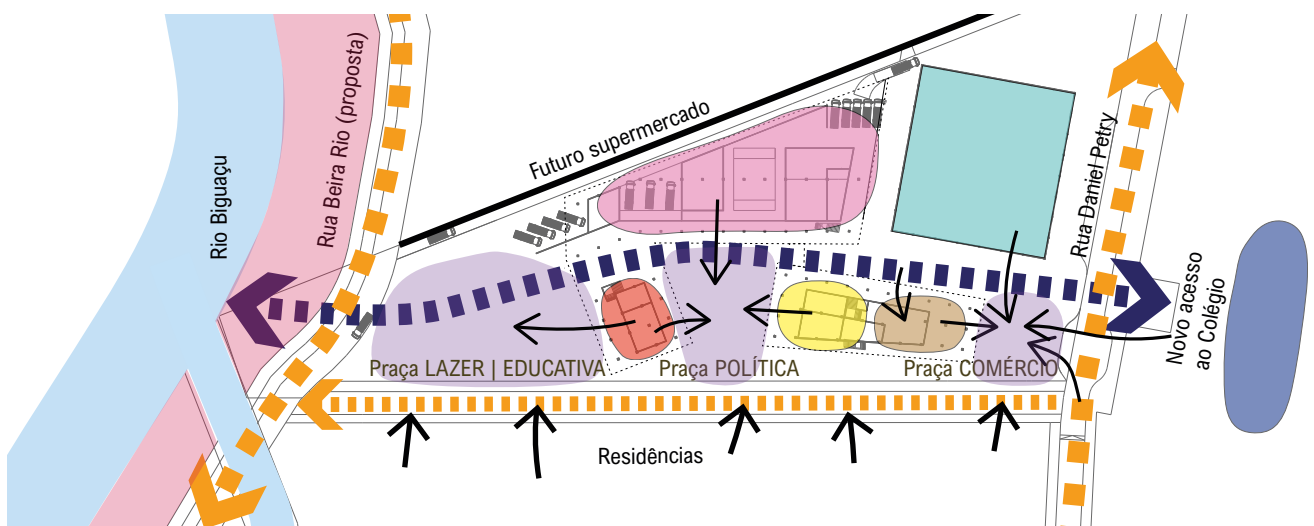 Rio Biguaçu
Rua Beira Rio (proposta)
Futuro supermercado
Rua Daniel Petry
Novo acesso
ao Colégio
Praça LAZER | EDUCATIVA
Praça POLÍTICA
Praça COMÉRCIO
Residências